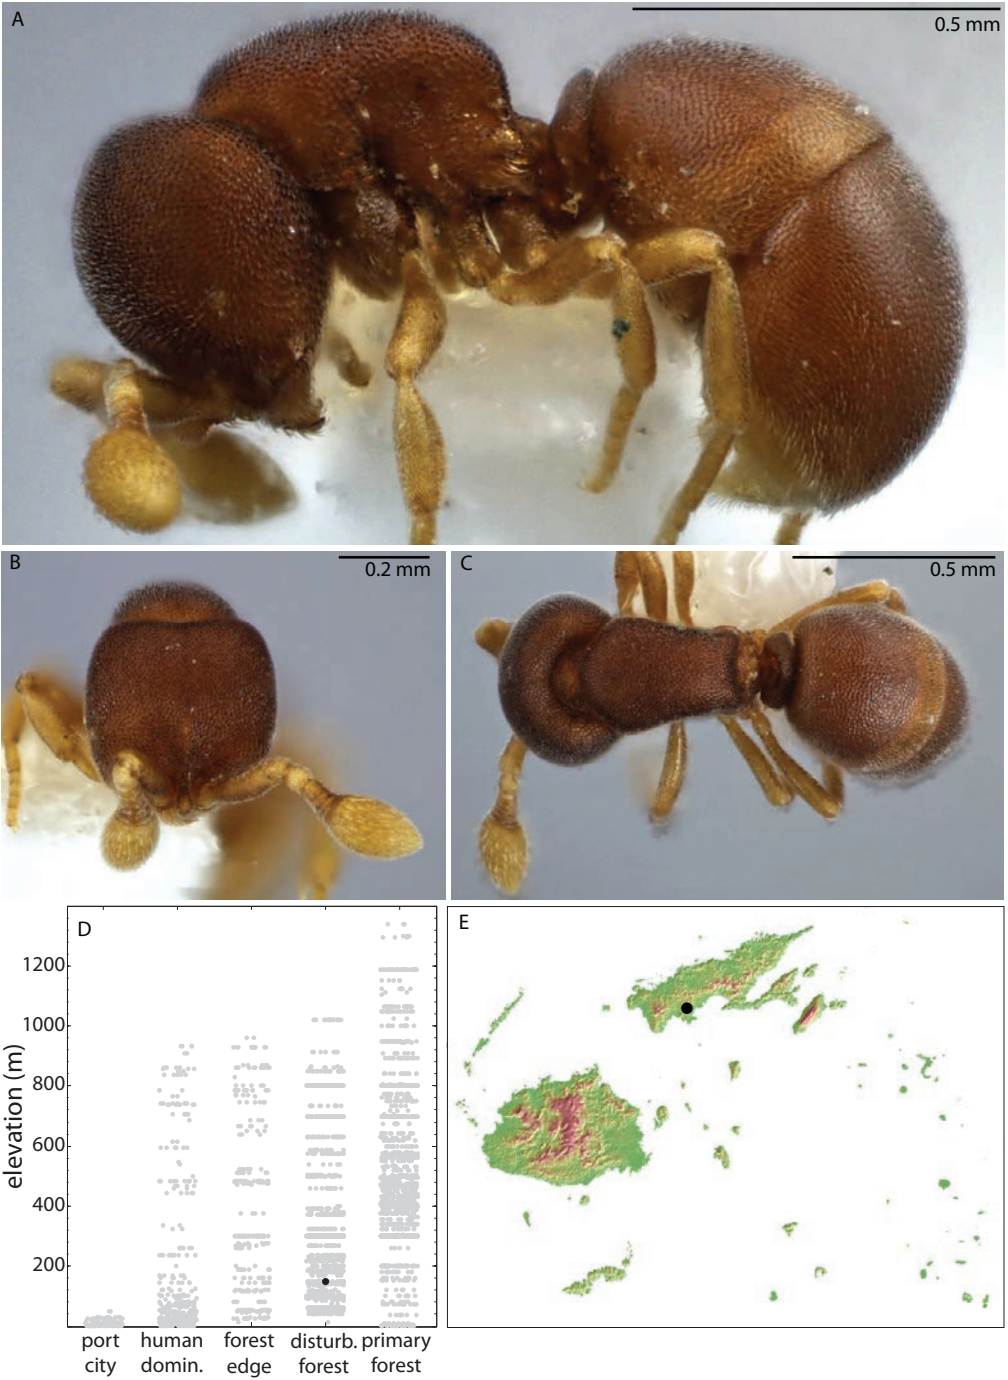 A
0.5 mm
B
0.2 mm
C
0.5 mm
D
E
elevation (m)
1200
1000
800
600
400
200
port city
human domin.
forest edge
disturb. forest
primary forest